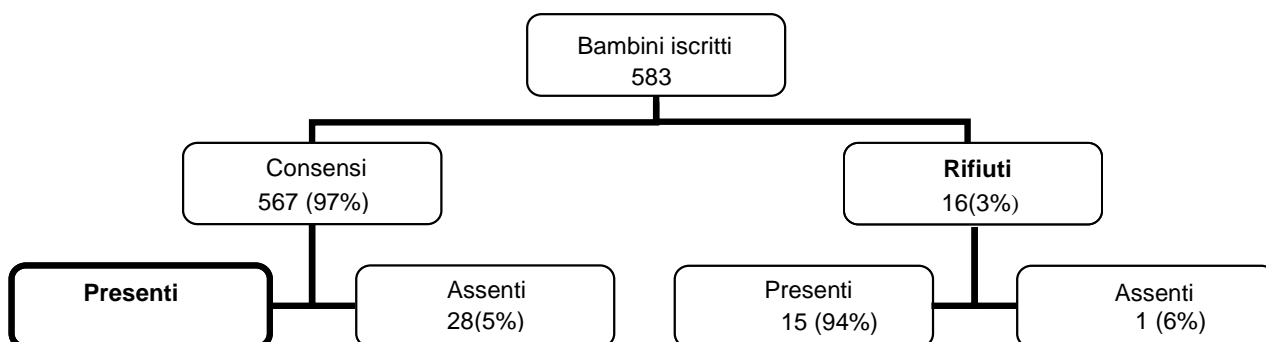 Bambini iscritti
583
Consensi
567 (97%)
Rifiuti
16(3%)
Presenti
Assenti
28(5%)
Presenti
15 (94%)
Assenti
1 (6%)